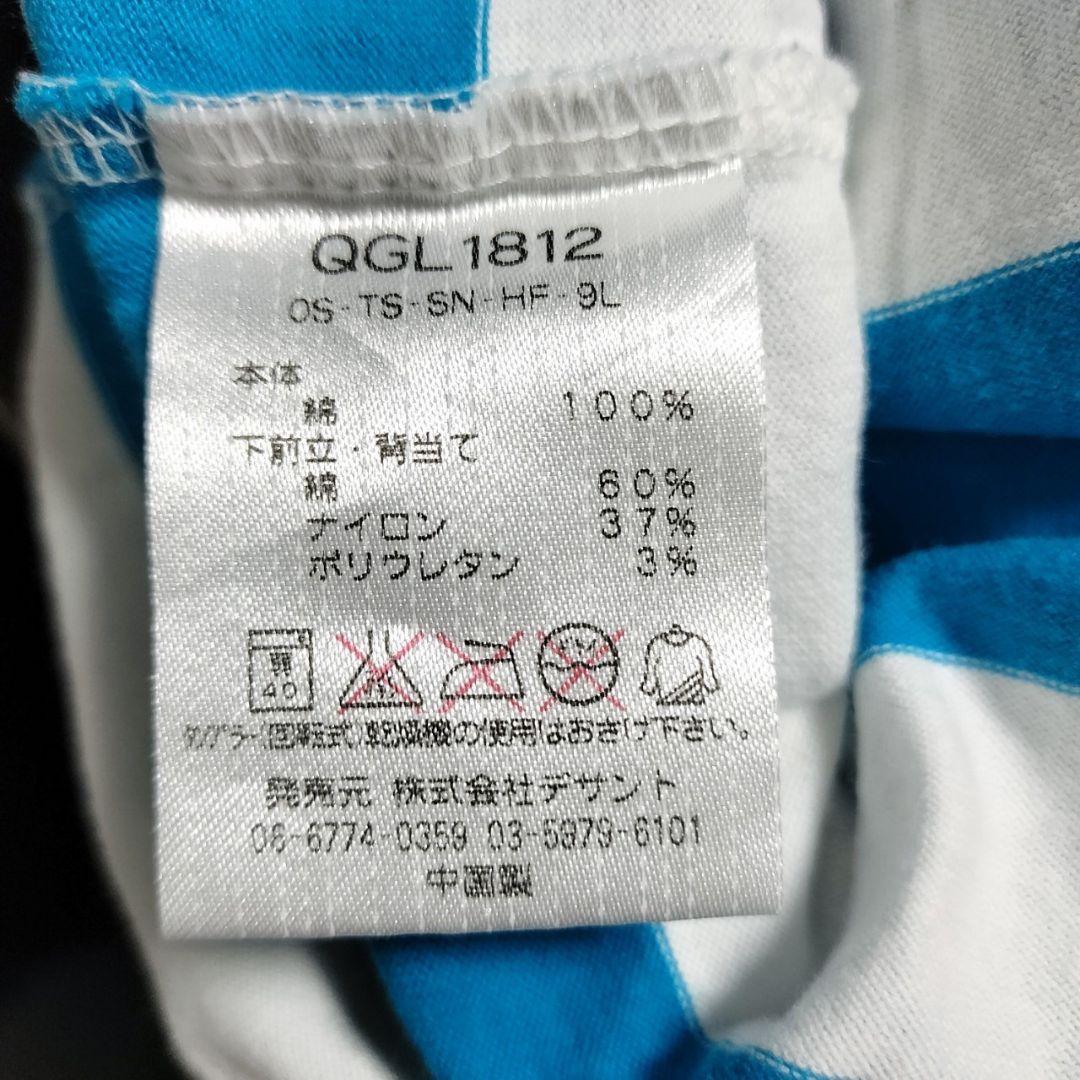 QGL1812
OS-TS-SN-HF-9L
本体
綿 100%
下前立・背当て
綿 60%
ナイロン 37%
ポリウレタン 3%
弱
40
タンブラー(回転式)乾燥機の使用はおさけ下さい。
発売元 株式会社デサント
06-6774-0359 03-5979-6101
中国製